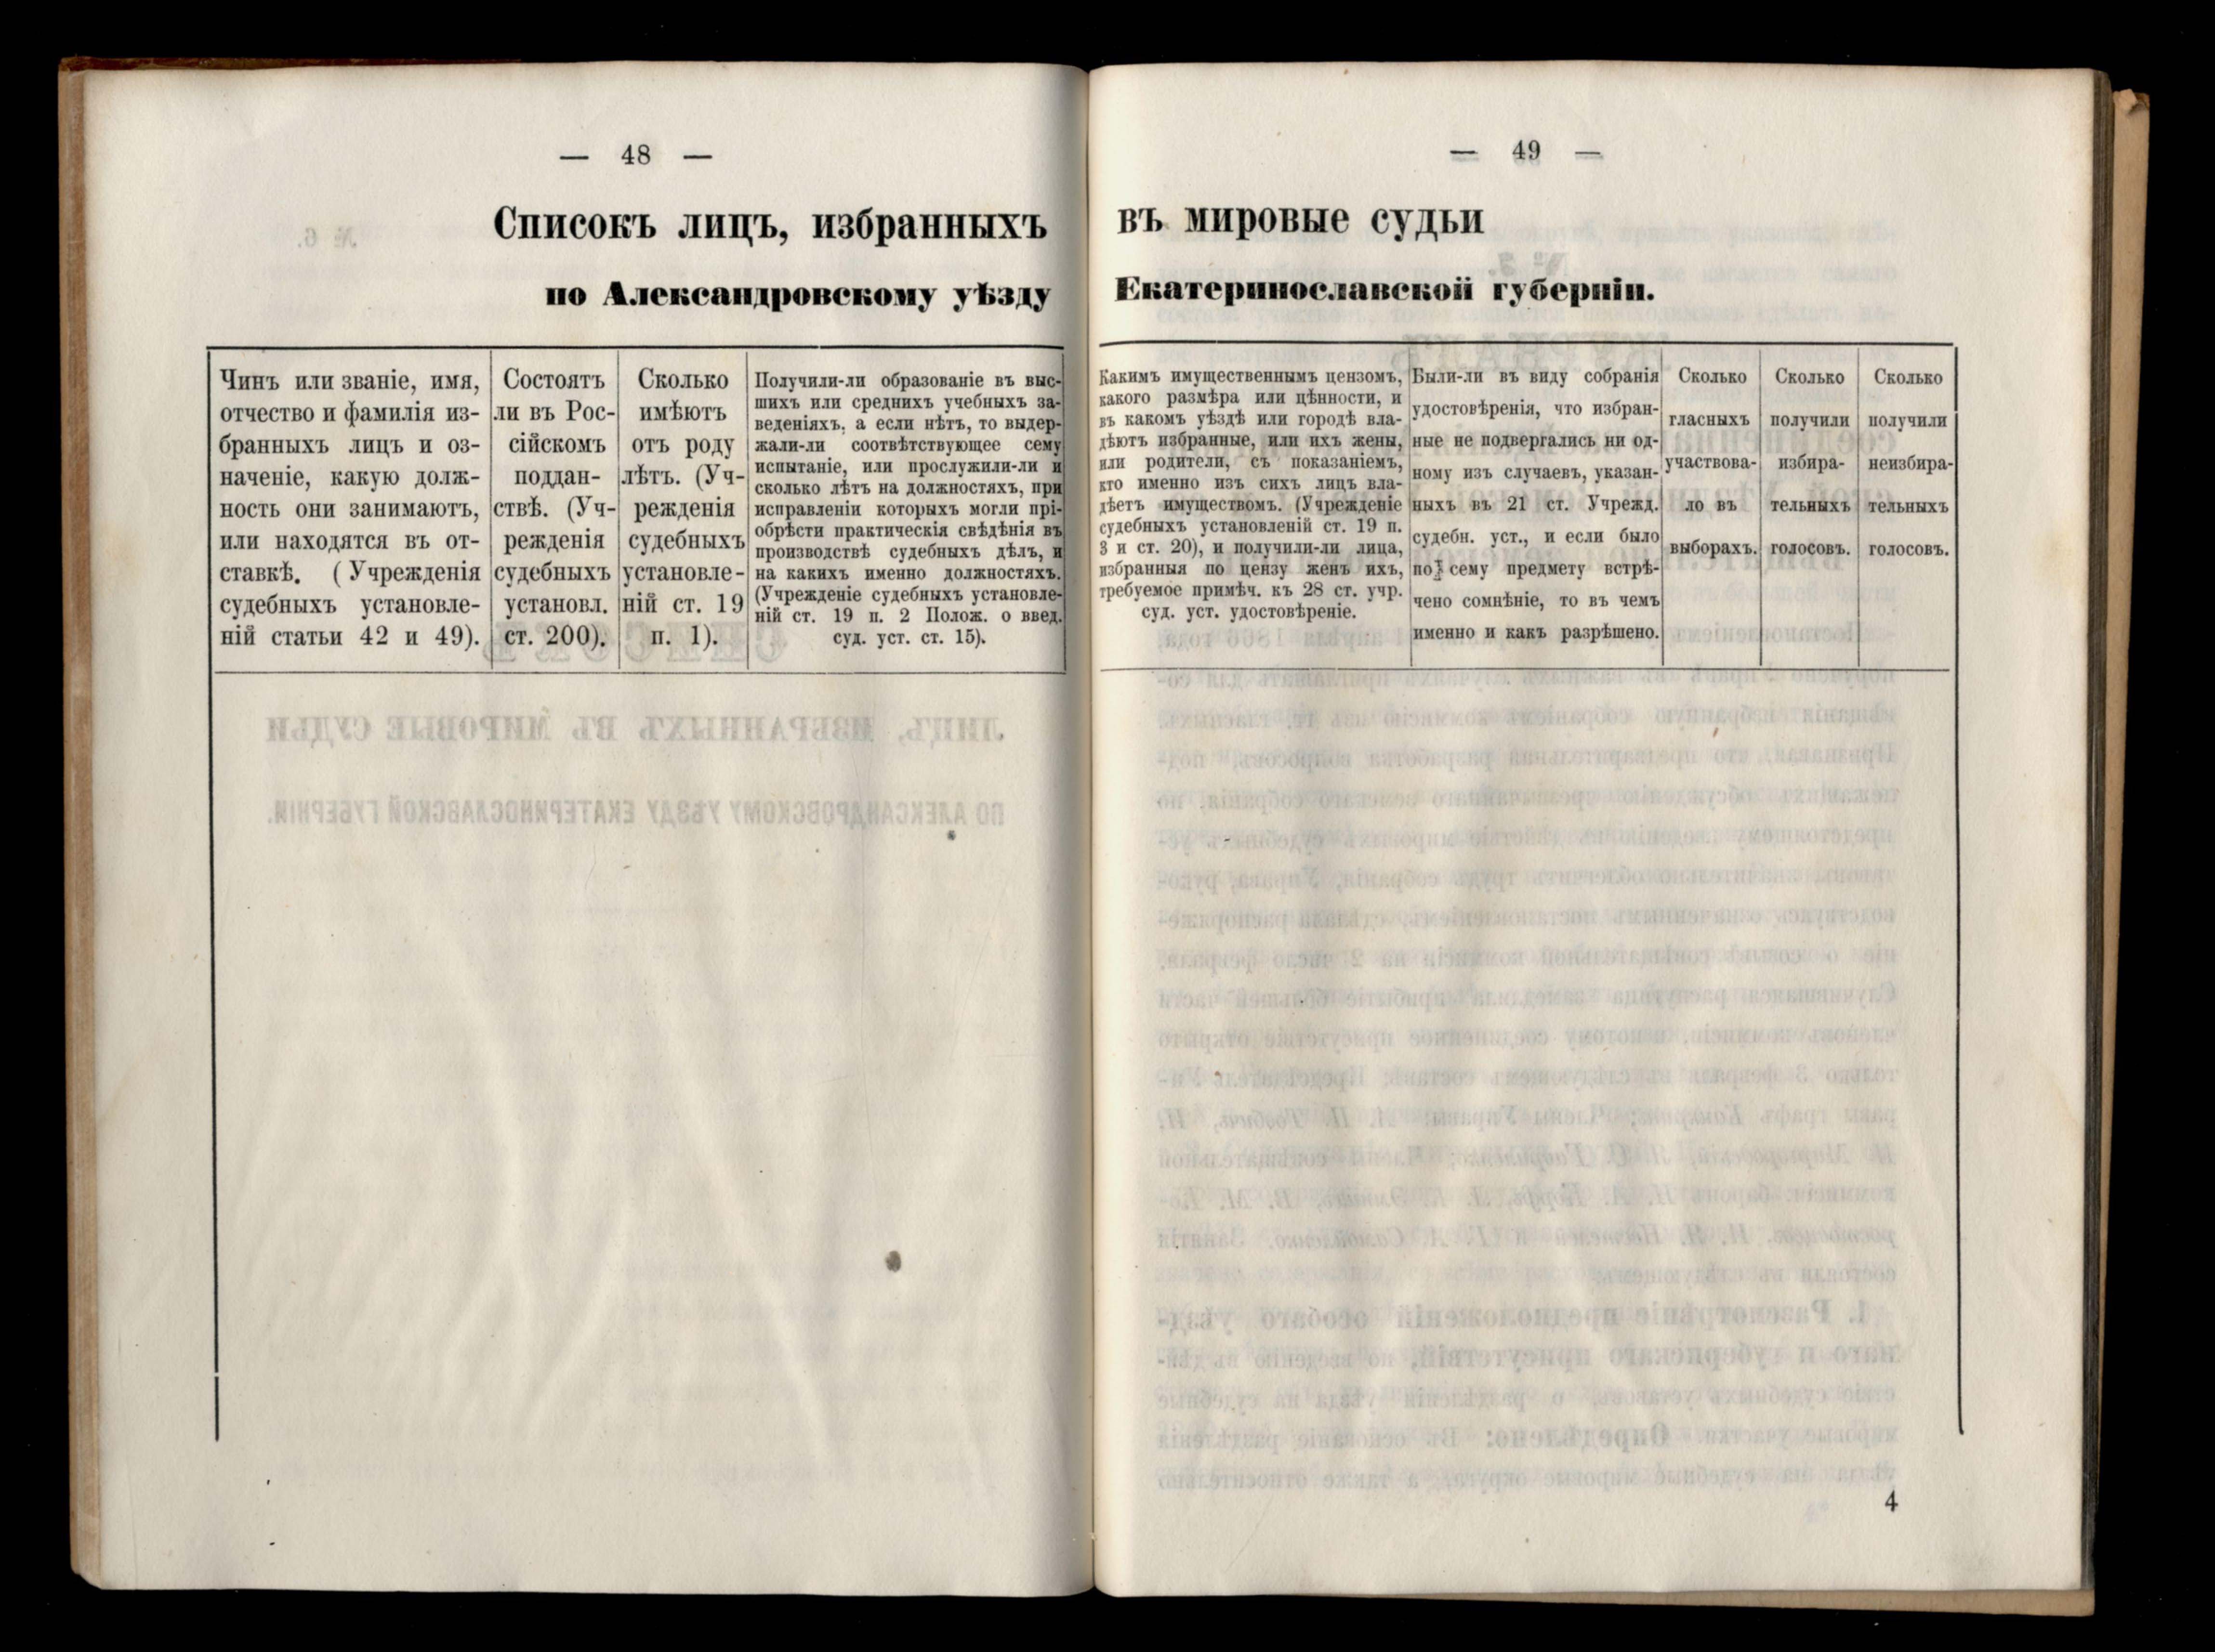 — 48 —
Списокъ лицъ, избранныхъ
по Александровскому уѣзду
Чинъ или званіе, имя,
отчество и фамилія из-
бранныхъ лицъ и оз-
наченіе, какую долж-
ность они занимаютъ,
или находятся въ от-
ставкѣ. (Учрежденія
судебныхъ установле-
ній статьи 42 и 49).
Состоятъ
ли въ Рос-
сійскомъ
поддан-
ствѣ. (Уч-
режденія
судебныхъ
установл.
ст. 200).
Сколько
имѣютъ
отъ роду
лѣтъ. (Уч-
режденія
судебныхъ
установле-
ній ст. 19
п. 1).
Получили-ли образованіе въ выс-
шихъ или среднихъ учебныхъ за-
веденіяхъ, а если нѣтъ, то выдер-
жали-ли соотвѣтствующее сему
испытаніе, или прослужили-ли и
сколько лѣтъ на должностяхъ, при
исправленіи которыхъ могли прі-
обрѣсти практическія свѣдѣнія въ
производствѣ судебныхъ дѣлъ, и
на какихъ именно должностяхъ.
(Учрежденіе судебныхъ установле-
ній ст. 19 п. 2 Полож. о введ.
суд. уст. ст. 15).
— 49 —
въ мировые судьи
Екатеринославской губерніи.
Какимъ имущественнымъ цензомъ,
какого размѣра или цѣнности, и
въ какомъ уѣздѣ или городѣ вла-
дѣютъ избранные, или ихъ жены,
или родители, съ показаніемъ,
кто именно изъ сихъ лицъ вла-
дѣетъ имуществомъ. (Учрежденіе
судебныхъ установленій ст. 19 п.
3 и ст. 20), и получили-ли лица,
избранныя по цензу женъ ихъ,
требуемое примѣч. къ 28 ст. учр.
суд. уст. удостовѣреніе.
Были-ли въ виду собранія
удостовѣренія, что избран-
ные не подвергались ни од-
ному изъ случаевъ, указан-
ныхъ въ 21 ст. Учрежд.
судебн. уст., и если было
по сему предмету встрѣ-
чено сомнѣніе, то въ чемъ
именно и какъ разрѣшено.
Сколько
гласныхъ
участвова-
ло въ
выборахъ.
Сколько
получили
избира-
тельныхъ
голосовъ.
Сколько
получили
неизбира-
тельныхъ
голосовъ.
4